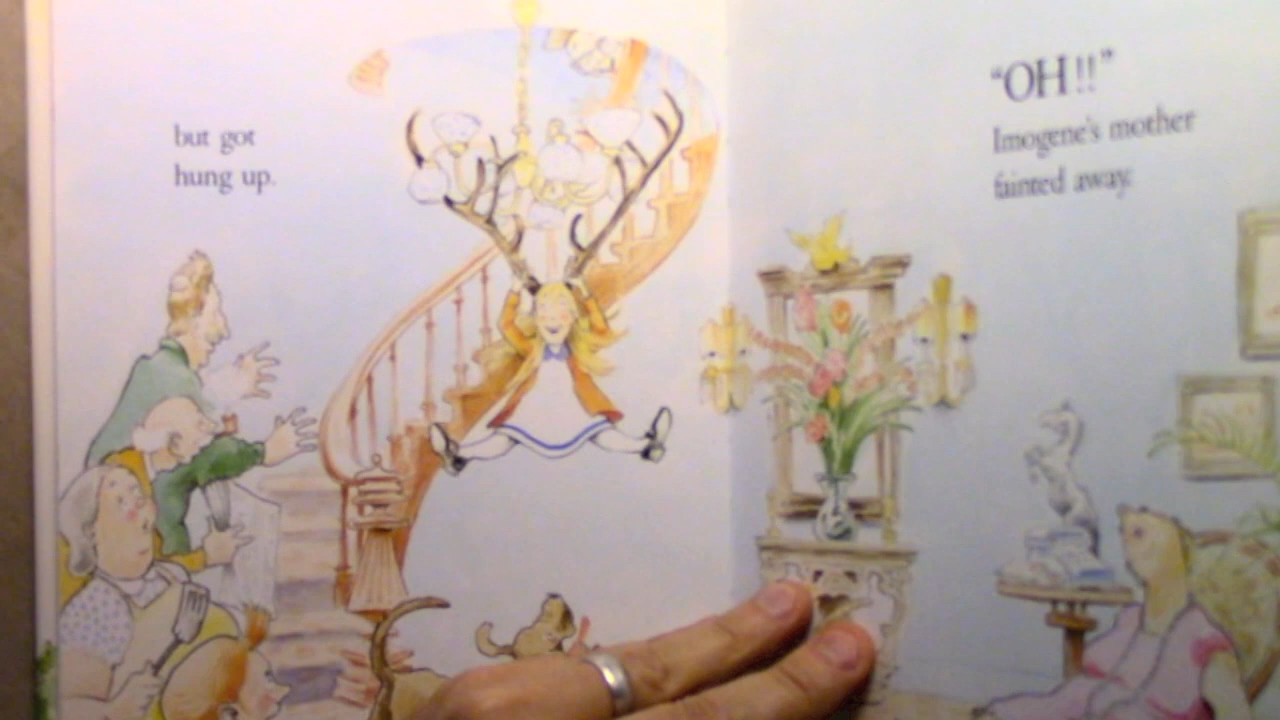 but got
hung up.
"OH!!"
Imogene's mother
fainted away.